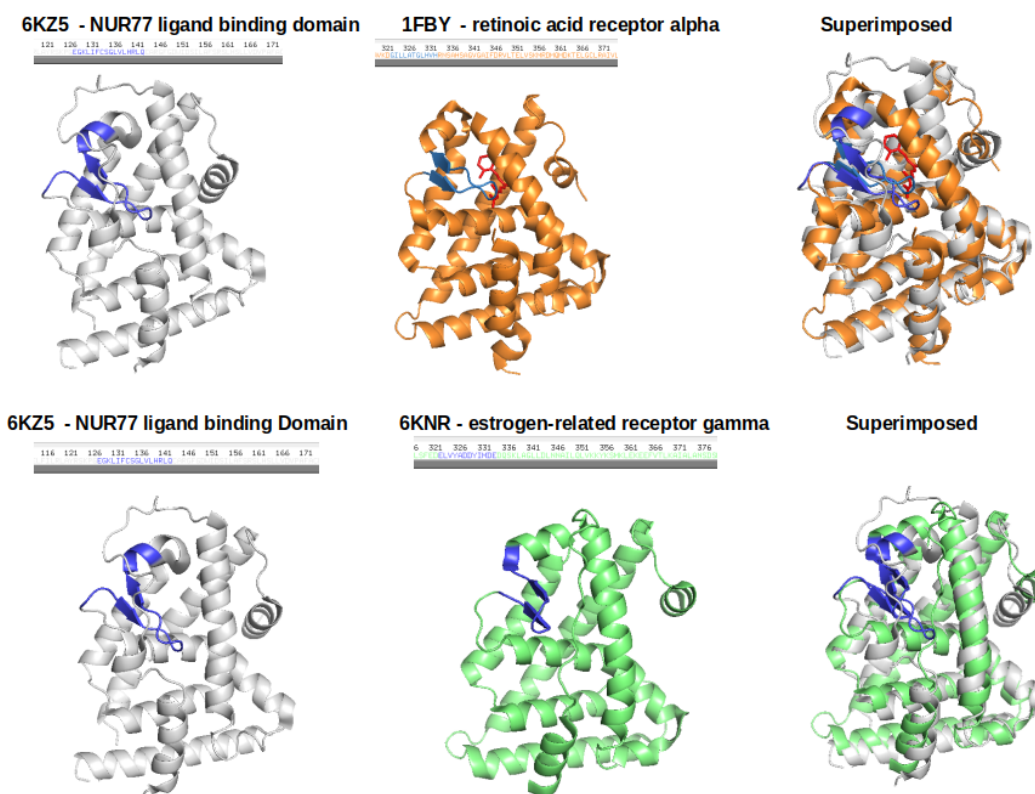 6KZ5 - NUR77 ligand binding domain
1FBY - retinoic acid receptor alpha
Superimposed
121 126 131 136 141 146 151 156 161 166 171
EGKLIFCSGLVLHRLQ
321 326 331 336 341 346 351 356 361 366 371
GILLATGLHVH
6KZ5 - NUR77 ligand binding Domain
6KNR - estrogen-related receptor gamma
Superimposed
116 121 126 131 136 141 146 151 156 161 166 171
EGKLIFCSGLVLHRLQ
6 321 326 331 336 341 346 351 356 361 366 371 376
ELVYADDYIMDE